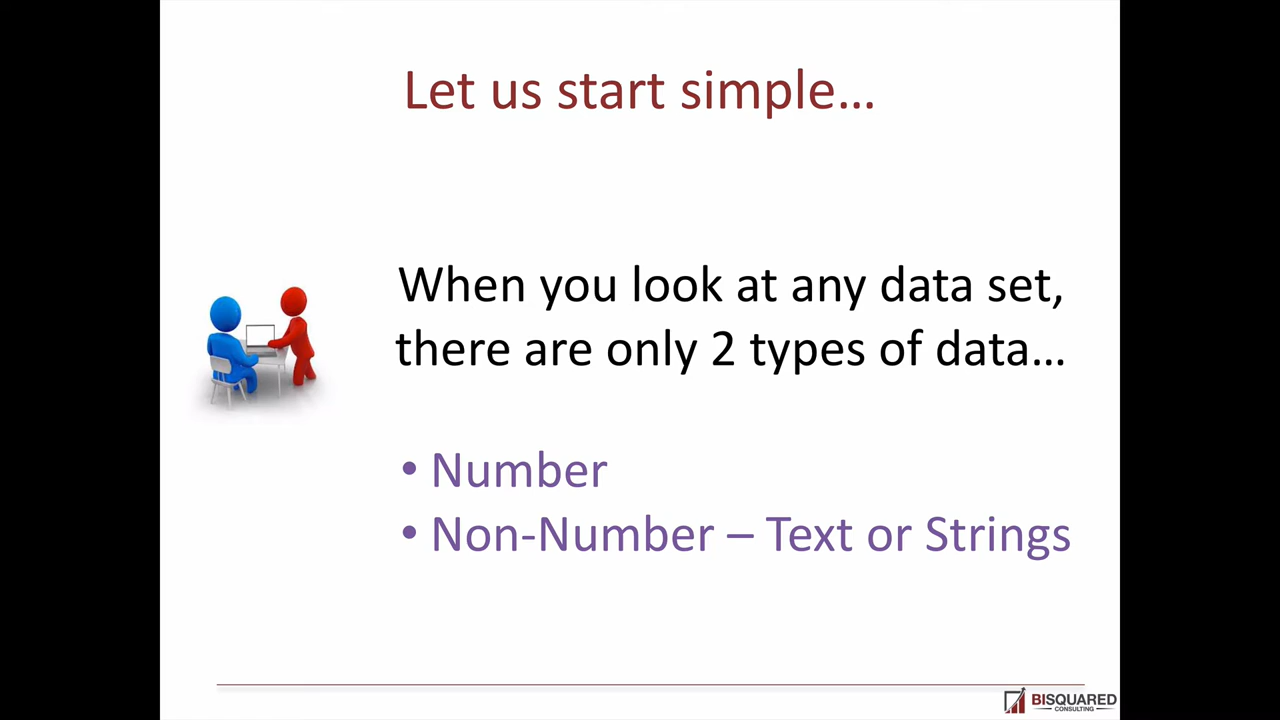 Let us start simple…
When you look at any data set,
there are only 2 types of data…
• Number
• Non-Number – Text or Strings
BISQUARED
CONSULTING